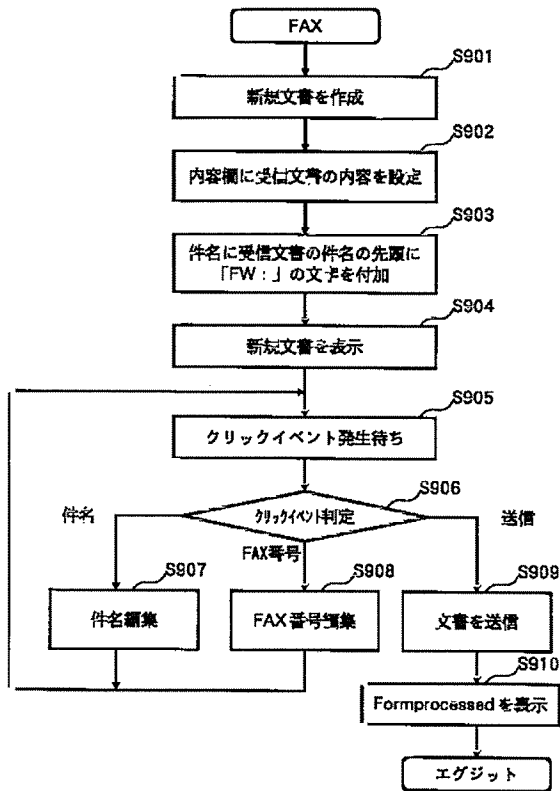 FAX
S901
新規文書を作成
S902
内容欄に受信文書の内容を設定
S903
件名に受信文書の件名の先頭に
「FW：」の文字を付加
S904
新規文書を表示
S905
クリックイベント発生待ち
S906
クリックイベント判定
件名
送信
FAX番号
S907
件名編集
S908
FAX番号編集
S909
文書を送信
S910
Formprocessedを表示
エグジット